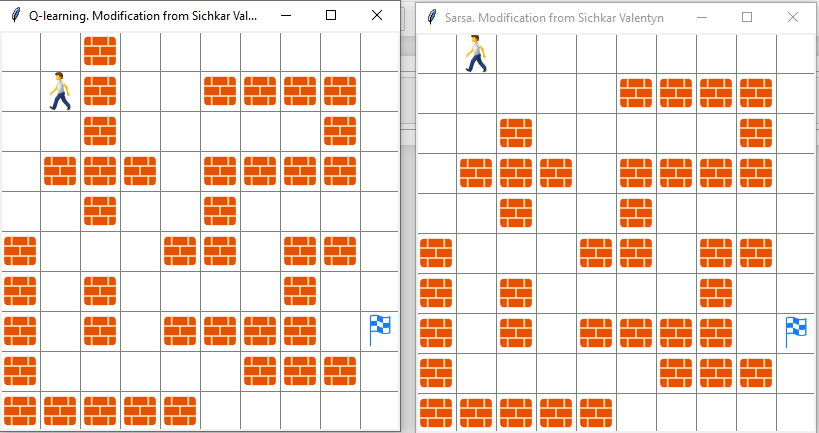 Q-learning. Modification from Sichkar Val...
Sarsa. Modification from Sichkar Valentyn